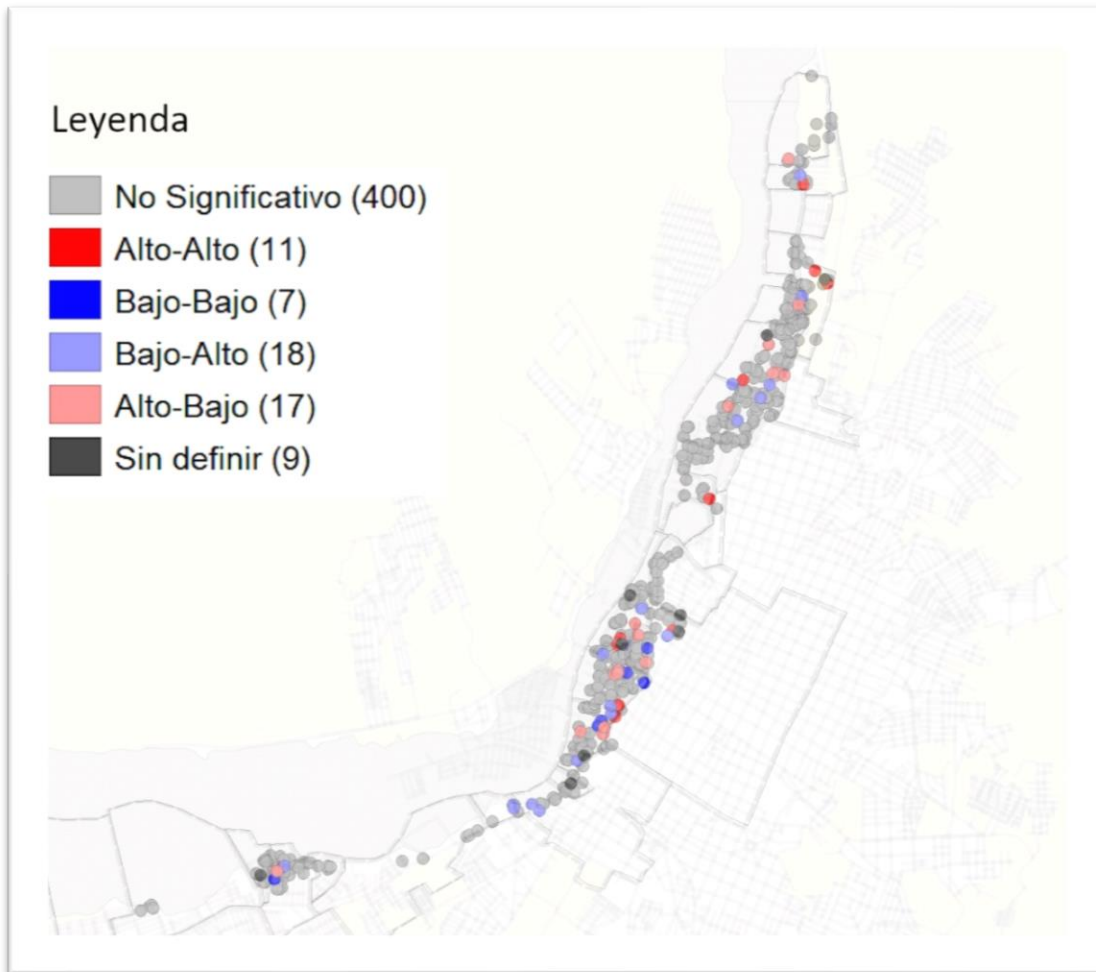 Leyenda
No Significativo (400)
Alto-Alto (11)
Bajo-Bajo (7)
Bajo-Alto (18)
Alto-Bajo (17)
Sin definir (9)